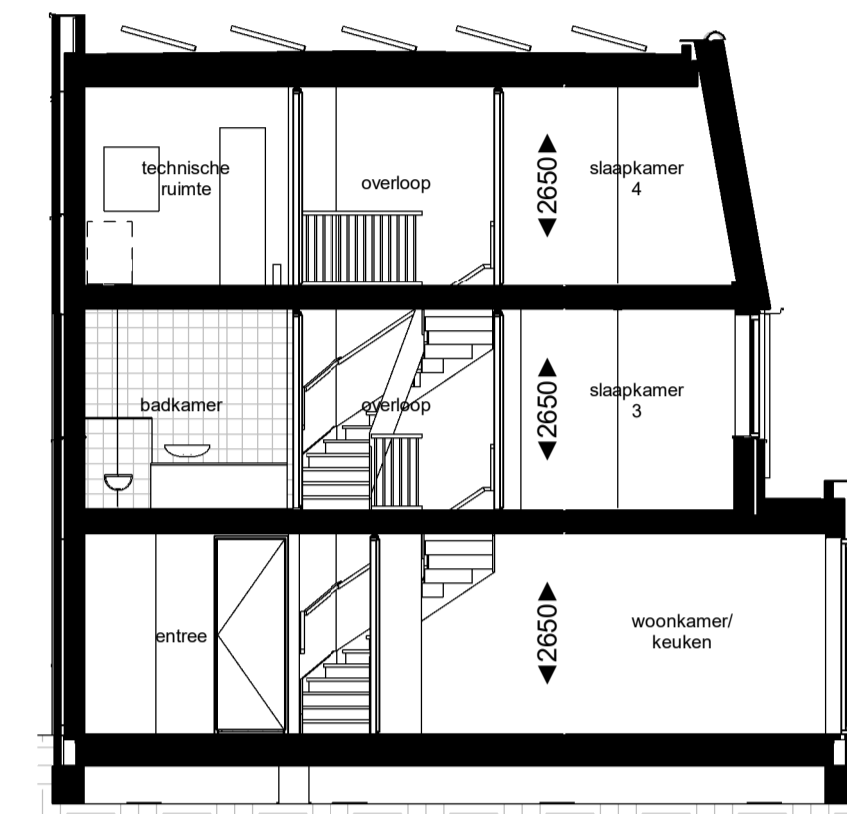 technische
ruimte
overloop
◄2650►
slaapkamer
4
badkamer
overloop
◄2650►
slaapkamer
3
entree
◄2650►
woonkamer/
keuken